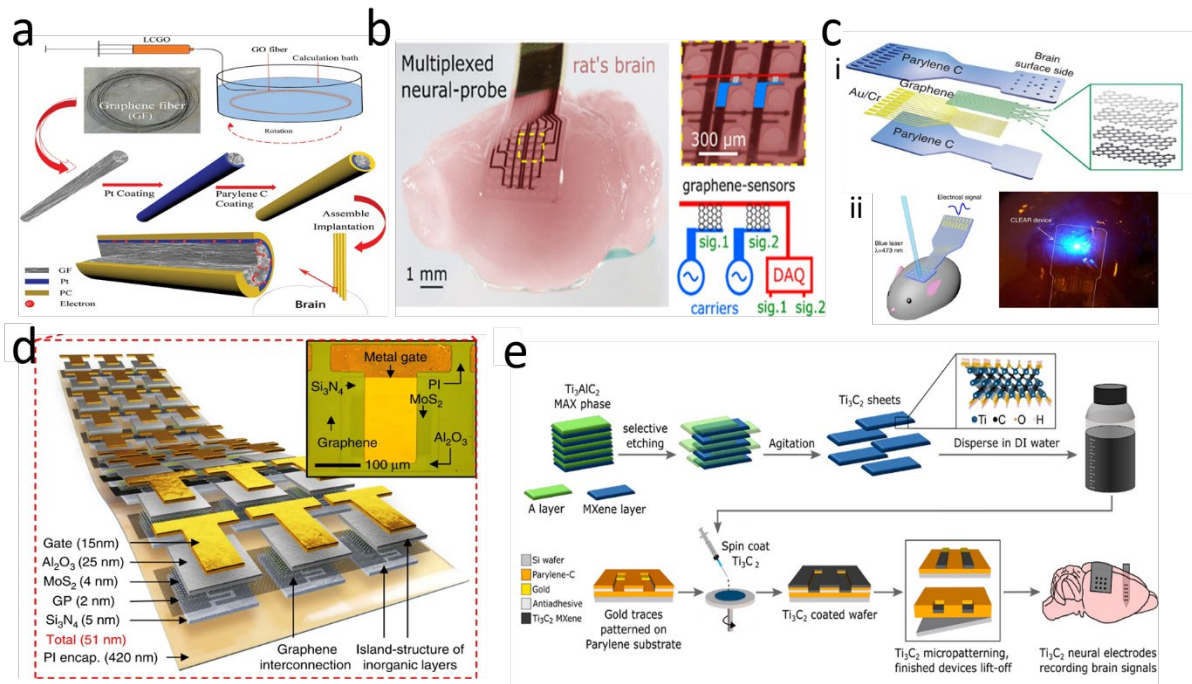 a
LCGO
GO fiber
Calculation bath
Graphene fiber
(GF)
Rotation
Pt Coating
Parylene C
Coating
Assemble
Implantation
GF
Pt
PC
Electron
Brain
b
Multiplexed
neural-probe
rat's brain
1 mm
300 µm
graphene-sensors
sig.1
sig.2
DAQ
carriers
sig.1 sig.2
c
i
Parylene C
Brain
surface side
Graphene
Au/Cr
Parylene C
ii
Electrical signal
Blue laser
λ=473 nm
CLEAR device
d
Metal gate
Si3N4
PI
MoS2
Graphene
Al2O3
100 µm
Gate (15nm)
Al2O3 (25 nm)
MoS2 (4 nm)
GP (2 nm)
Si3N4 (5 nm)
Total (51 nm)
PI encap. (420 nm)
Graphene
interconnection
Island-structure of
inorganic layers
e
Ti3AlC2
MAX phase
selective
etching
Agitation
Ti3C2 sheets
Ti C O H
Disperse in DI water
A layer
MXene layer
Si wafer
Parylene-C
Gold
Antiadhesive
Ti3C2 MXene
Gold traces
patterned on
Parylene substrate
Spin coat
Ti3C2
Ti3C2 coated wafer
Ti3C2 micropatterning,
finished devices lift-off
Ti3C2 neural electrodes
recording brain signals